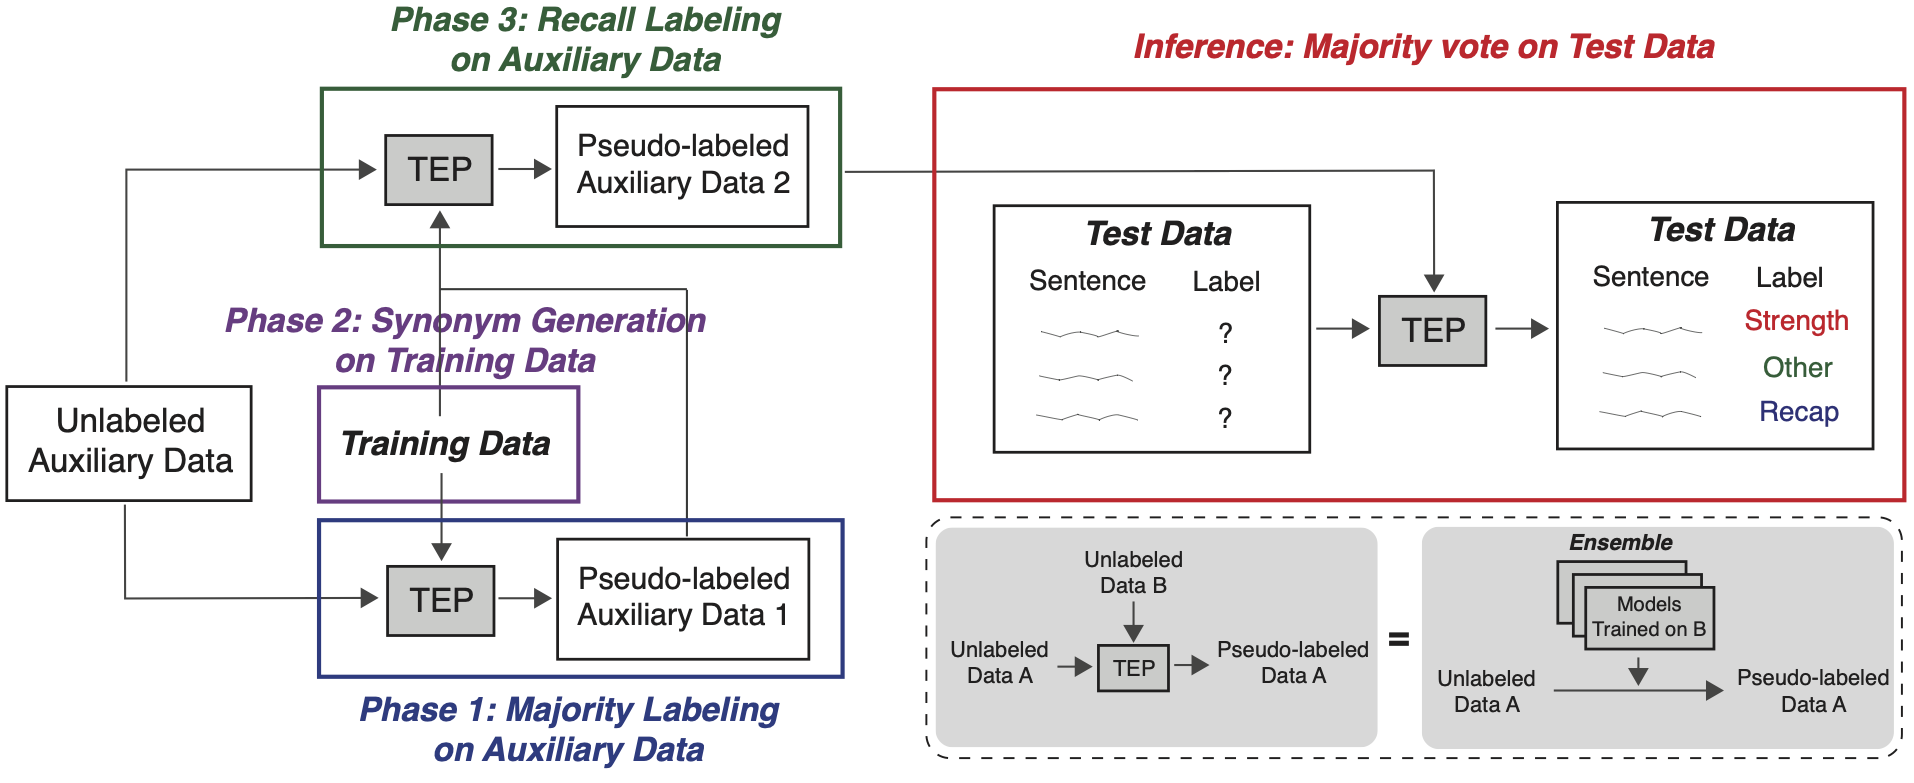 Phase 3: Recall Labeling
on Auxiliary Data
TEP
Pseudo-labeled
Auxiliary Data 2
Phase 2: Synonym Generation
on Training Data
Unlabeled
Auxiliary Data
Training Data
TEP
Pseudo-labeled
Auxiliary Data 1
Phase 1: Majority Labeling
on Auxiliary Data
Inference: Majority vote on Test Data
Test Data
Sentence Label
?
?
?
TEP
Test Data
Sentence Label
Strength
Other
Recap
Unlabeled
Data B
Unlabeled
Data A
TEP
Pseudo-labeled
Data A
=
Ensemble
Models
Trained on B
Unlabeled
Data A
Pseudo-labeled
Data A